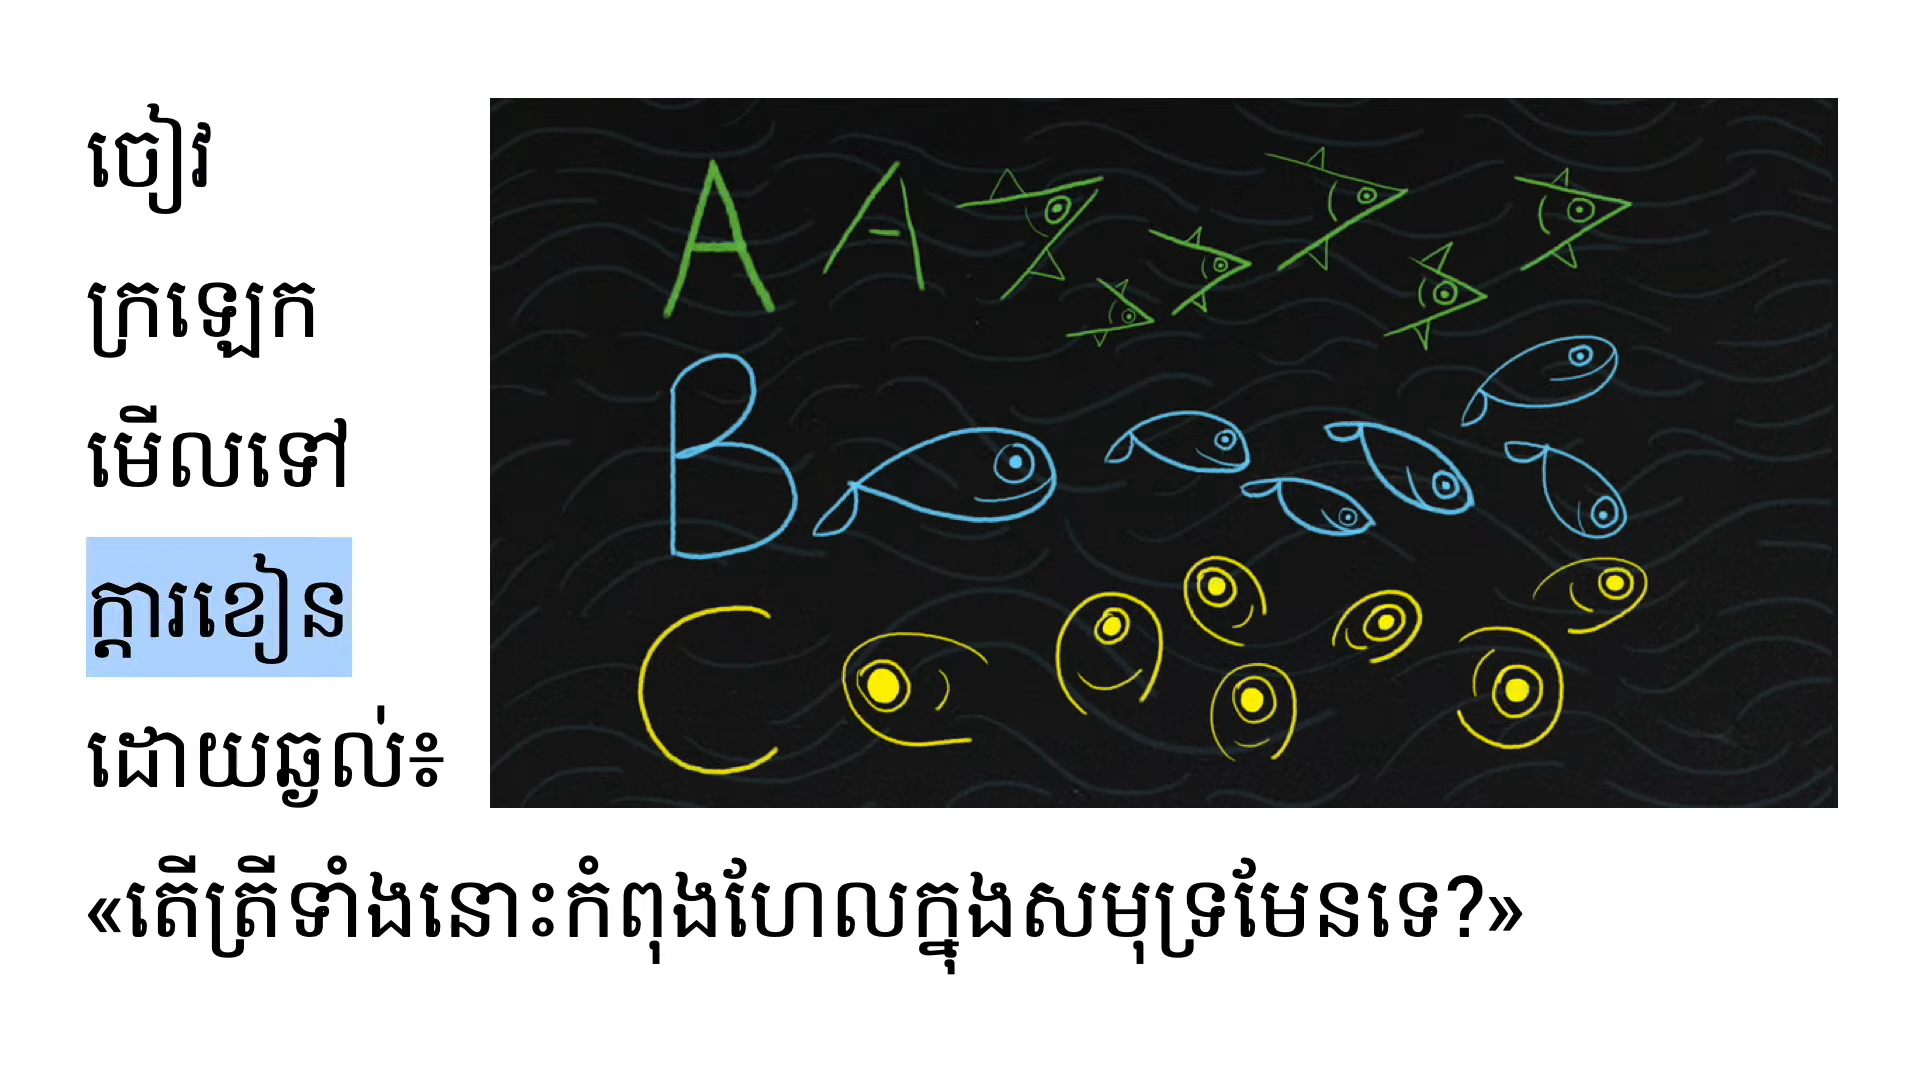 ចៀវ
ក្រឡេក
មើលទៅ
ក្ដារខៀន
ដោយឆ្ងល់៖
«តើត្រីទាំងនោះកំពុងហែលក្នុងសមុទ្រមែនទេ?»
A A
B
C